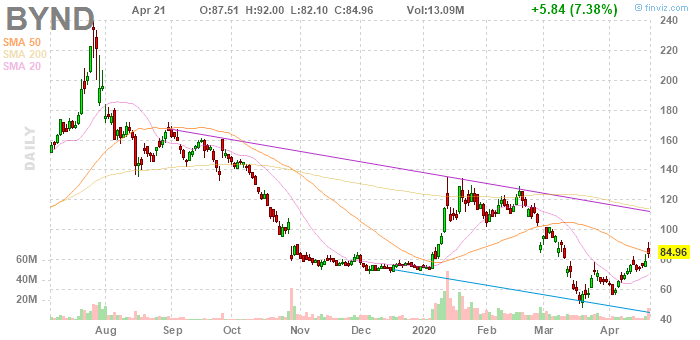 BYND
Apr 21 O:87.51 H:92.00 L:82.10 C:84.96 Vol:13.09M +5.84 (7.38%)
© finviz.com
SMA 50
SMA 200
SMA 20
DAILY
240
220
200
180
160
140
120
100
84.96
80
60
40
60M
40M
20M
Aug Sep Oct Nov Dec 2020 Feb Mar Apr